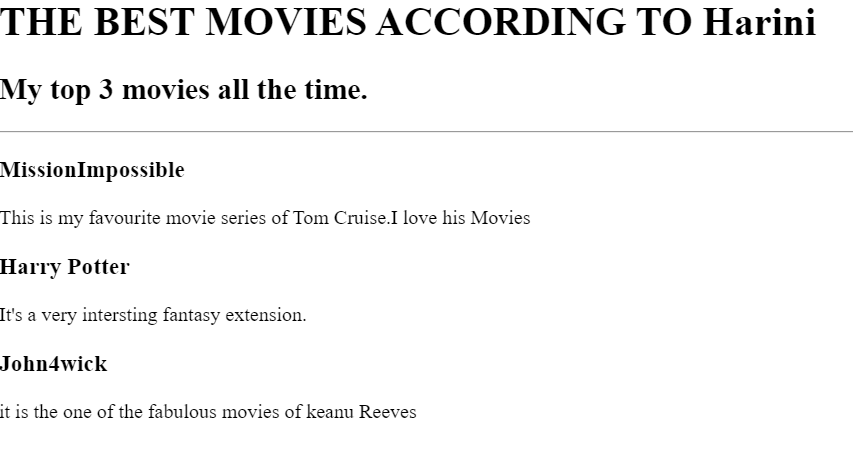 THE BEST MOVIES ACCORDING TO Harini
My top 3 movies all the time.
MissionImpossible
This is my favourite movie series of Tom Cruise.I love his Movies
Harry Potter
It's a very intersting fantasy extension.
John4wick
it is the one of the fabulous movies of keanu Reeves